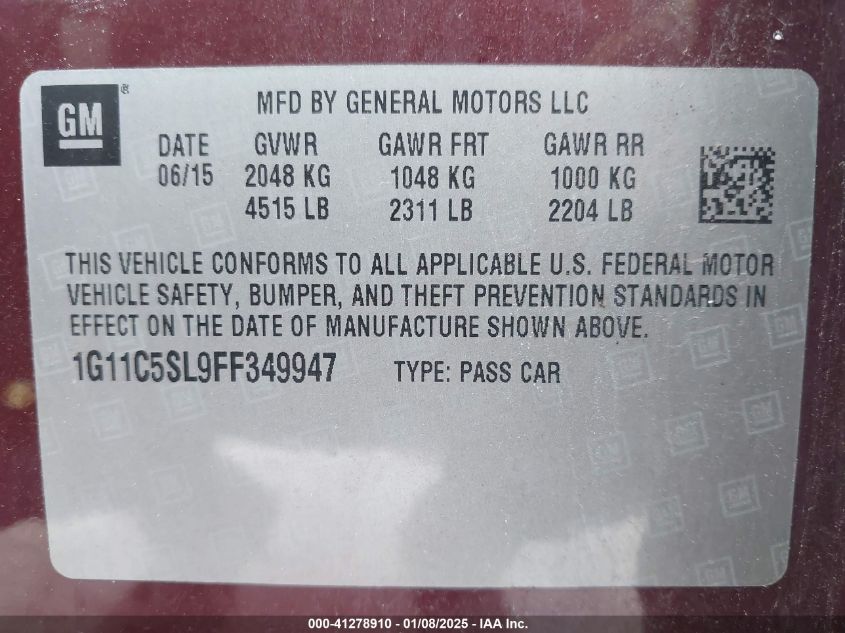 GM ®
MFD BY GENERAL MOTORS LLC
DATE GVWR GAWR FRT GAWR RR
06/15 2048 KG 1048 KG 1000 KG
4515 LB 2311 LB 2204 LB
THIS VEHICLE CONFORMS TO ALL APPLICABLE U.S. FEDERAL MOTOR
VEHICLE SAFETY, BUMPER, AND THEFT PREVENTION STANDARDS IN
EFFECT ON THE DATE OF MANUFACTURE SHOWN ABOVE.
1G11C5SL9FF349947 TYPE: PASS CAR
000-41278910 - 01/08/2025 - IAA Inc.